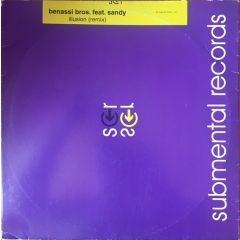 benassi bros. feat. sandy
illusion (remix)
submental records